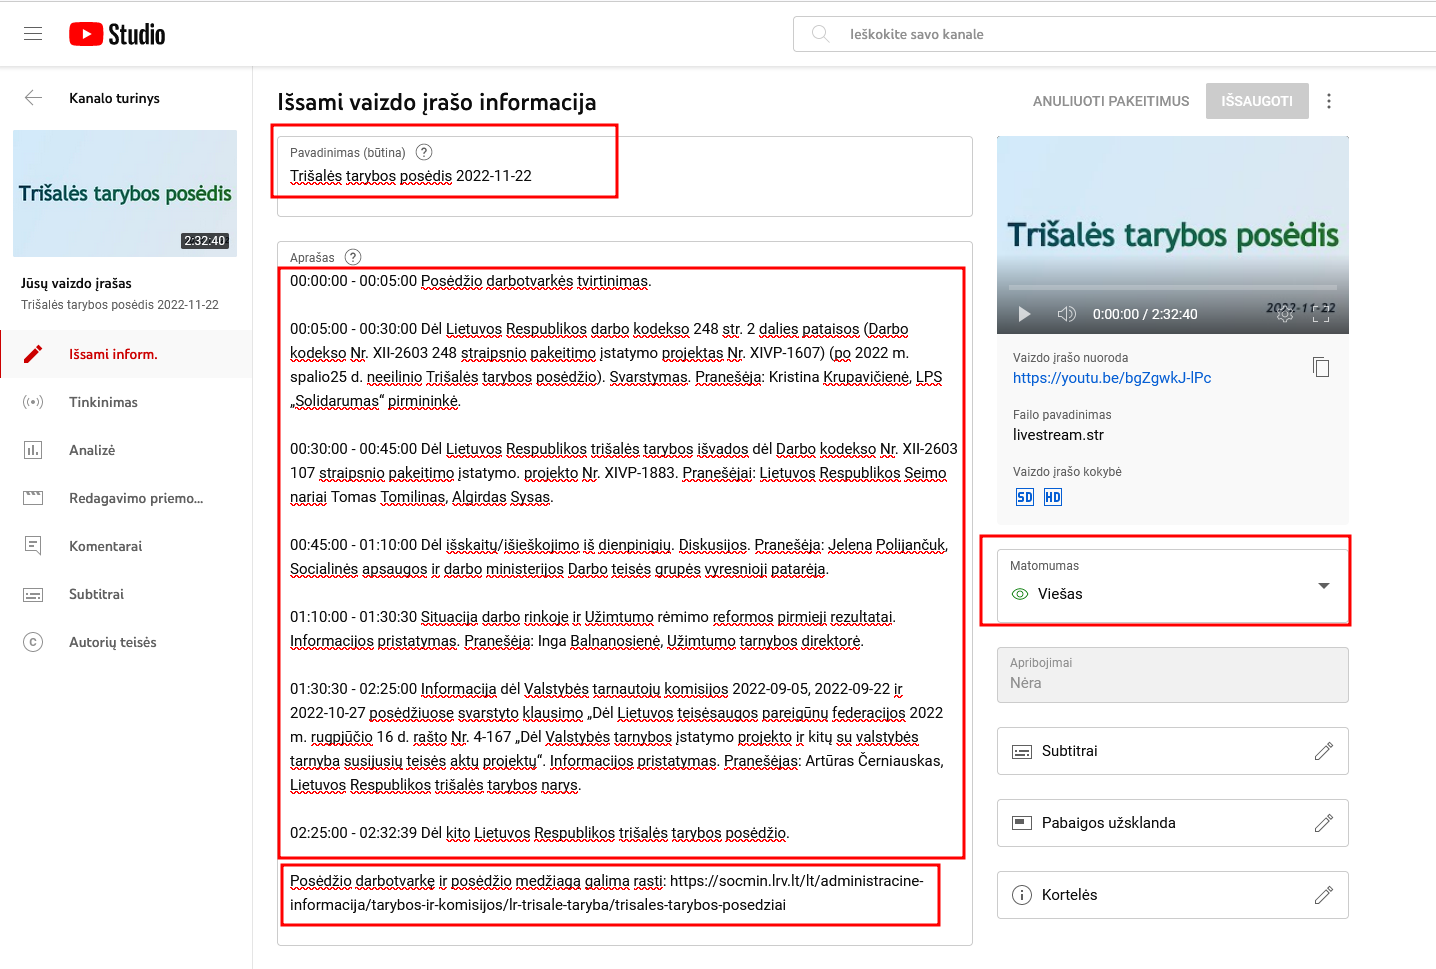 Studio
Ieškokite savo kanale
Kanalo turinys
Trišalės tarybos posėdis
2:32:40
Jūsų vaizdo įrašas
Trišalės tarybos posėdis 2022-11-22
Išsami inform.
Tinkinimas
Analizė
Redagavimo priemo...
Komentarai
Subtitrai
Autorių teisės
Išsami vaizdo įrašo informacija
ANULIUOTI PAKEITIMUS
IŠSAUGOTI
Pavadinimas (būtina)
Trišalės tarybos posėdis 2022-11-22
Aprašas
00:00:00 - 00:05:00 Posėdžio darbotvarkės tvirtinimas.
00:05:00 - 00:30:00 Dėl Lietuvos Respublikos darbo kodekso 248 str. 2 dalies pataisos (Darbo
kodekso Nr. XII-2603 248 straipsnio pakeitimo įstatymo projektas Nr. XIVP-1607) (po 2022 m.
spalio25 d. neeilinio Trišalės tarybos posėdžio). Svarstymas. Pranešėja: Kristina Krupavičienė, LPS
„Solidarumas“ pirmininkė.
00:30:00 - 00:45:00 Dėl Lietuvos Respublikos trišalės tarybos išvados dėl Darbo kodekso Nr. XII-2603
107 straipsnio pakeitimo įstatymo. projekto Nr. XIVP-1883. Pranešėjai: Lietuvos Respublikos Seimo
nariai Tomas Tomilinas, Algirdas Sysas.
00:45:00 - 01:10:00 Dėl išskaitų/išieškojimo iš dienpinigių. Diskusijos. Pranešėja: Jelena Polijančuk,
Socialinės apsaugos ir darbo ministerijos Darbo teisės grupės vyresnioji patarėja.
01:10:00 - 01:30:30 Situacija darbo rinkoje ir Užimtumo rėmimo reformos pirmieji rezultatai.
Informacijos pristatymas. Pranešėja: Inga Balnanosienė, Užimtumo tarnybos direktorė.
01:30:30 - 02:25:00 Informacija dėl Valstybės tarnautojų komisijos 2022-09-05, 2022-09-22 ir
2022-10-27 posėdžiuose svarstyto klausimo „Dėl Lietuvos teisėsaugos pareigūnų federacijos 2022
m. rugpjūčio 16 d. rašto Nr. 4-167 „Dėl Valstybės tarnybos įstatymo projekto ir kitų su valstybės
tarnyba susijusių teisės aktų projektų“. Informacijos pristatymas. Pranešėjas: Artūras Černiauskas,
Lietuvos Respublikos trišalės tarybos narys.
02:25:00 - 02:32:39 Dėl kito Lietuvos Respublikos trišalės tarybos posėdžio.
Posėdžio darbotvarkę ir posėdžio medžiagą galima rasti: https://socmin.lrv.lt/lt/administracine-
informacija/tarybos-ir-komisijos/lr-trisale-taryba/trisales-tarybos-posedziai
Trišalės tarybos posėdis
2022-11-22
0:00:00 / 2:32:40
Vaizdo įrašo nuoroda
https://youtu.be/bgZgwkJ-lPc
Failo pavadinimas
livestream.str
Vaizdo įrašo kokybė
SD HD
Matomumas
Viešas
Apribojimai
Nėra
Subtitrai
Pabaigos užsklanda
Kortelės